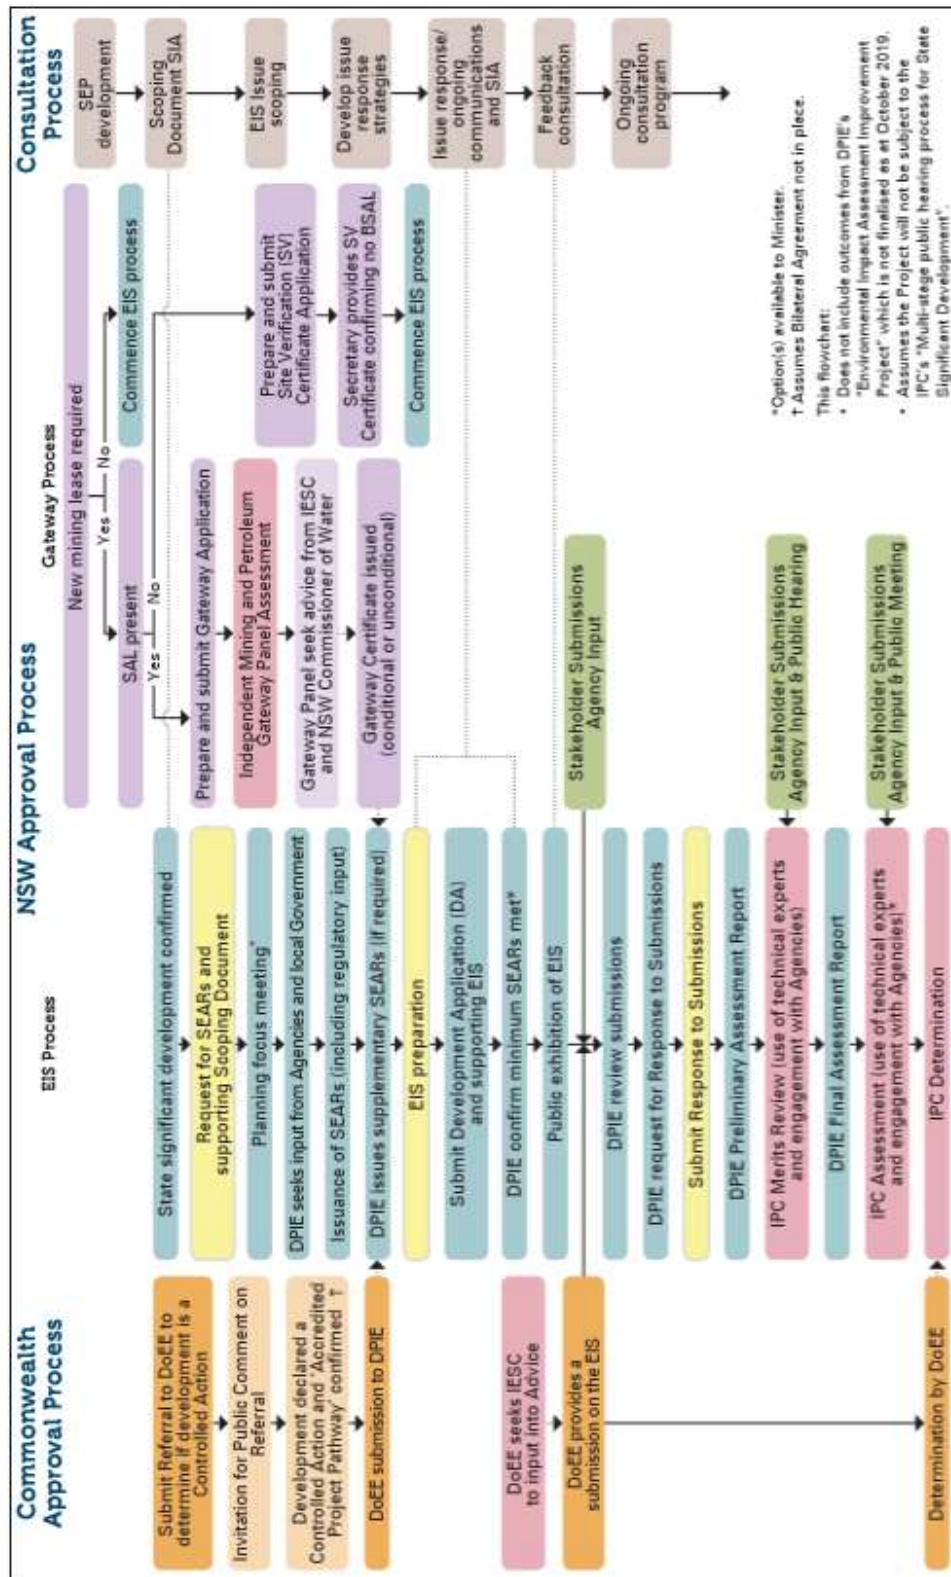 Commonwealth
Approval Process
NSW Approval Process
Consultation
Process
EIS Process
Gateway Process
Submit Referral to DoEE to
determine if development is a
Controlled Action
Invitation for Public Comment on
Referral
Development declared a
Controlled Action and 'Accredited
Project Pathway' confirmed †
DoEE submission to DPIE
DoEE seeks IESC
to input into Advice
DoEE provides a
submission on the EIS
Determination by DoEE
State significant development confirmed
Request for SEARs and
supporting Scoping Document
Planning focus meeting*
DPIE seeks input from Agencies and local Government
Issuance of SEARs (including regulatory input)
DPIE issues supplementary SEARs (if required)
EIS preparation
Submit Development Application (DA)
and supporting EIS
DPIE confirm minimum SEARs met*
Public exhibition of EIS
DPIE review submissions
DPIE request for Response to Submissions
Submit Response to Submissions
DPIE Preliminary Assessment Report
IPC Merits Review (use of technical experts
and engagement with Agencies)
DPIE Final Assessment Report
IPC Assessment (use of technical experts
and engagement with Agencies)*
IPC Determination
New mining lease required
Yes
No
SAL present
Commence EIS process
Yes
No
Prepare and submit Gateway Application
Independent Mining and Petroleum
Gateway Panel Assessment
Gateway Panel seek advice from IESC
and NSW Commissioner of Water
Gateway Certificate issued
(conditional or unconditional)
Prepare and submit
Site Verification (SV)
Certificate Application
Secretary provides SV
Certificate confirming no BSAL
Commence EIS process
Stakeholder Submissions
Agency Input
Stakeholder Submissions
Agency Input & Public Hearing
Stakeholder Submissions
Agency Input & Public Meeting
SEP
development
Scoping
Document SIA
EIS Issue
scoping
Develop issue
response
strategies
Issue response/
ongoing
communications
and SIA
Feedback
consultation
Ongoing
consultation
program
*Option(s) available to Minister.
† Assumes Bilateral Agreement not in place.
This flowchart:
• Does not include outcomes from DPIE's
"Environmental Impact Assessment Improvement
Project" which is not finalised as at October 2019.
• Assumes the Project will not be subject to the
IPC's "Multi-stage public hearing process for State
Significant Development".